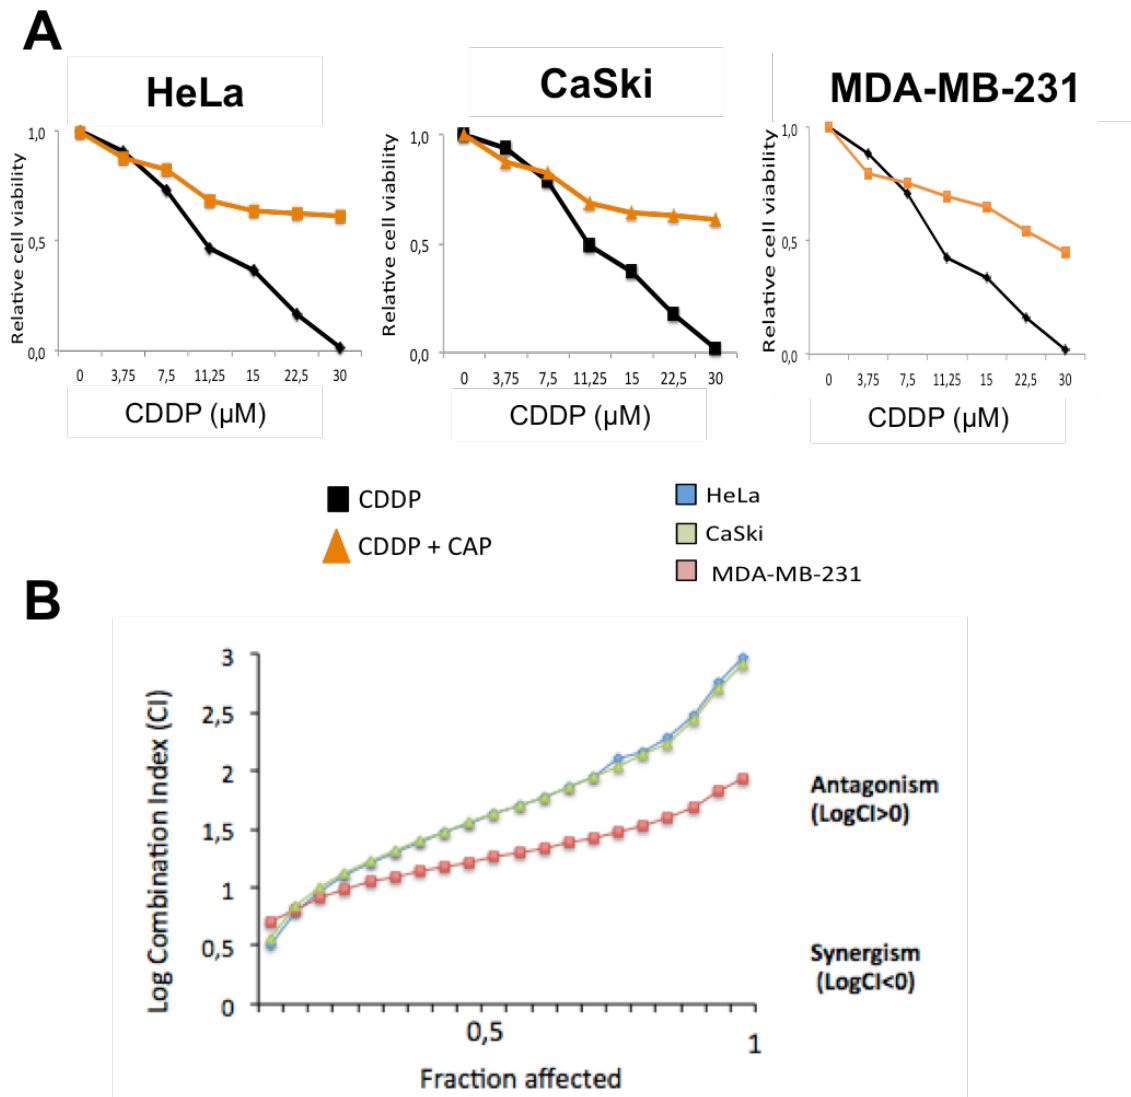 A
HeLa
CaSki
MDA-MB-231
Relative cell viability
1,0
0,5
0,0
0 3,75 7,5 11,25 15 22,5 30
CDDP (µM)
Relative cell viability
1,0
0,5
0,0
0 3,75 7,5 11,25 15 22,5 30
CDDP (µM)
Relative cell viability
1,0
0,5
0,0
0 3,75 7,5 11,25 15 22,5 30
CDDP (µM)
CDDP
CDDP + CAP
HeLa
CaSki
MDA-MB-231
B
Log Combination Index (CI)
3
2,5
2
1,5
1
0,5
0
0,5
1
Fraction affected
Antagonism
(LogCI>0)
Synergism
(LogCI<0)